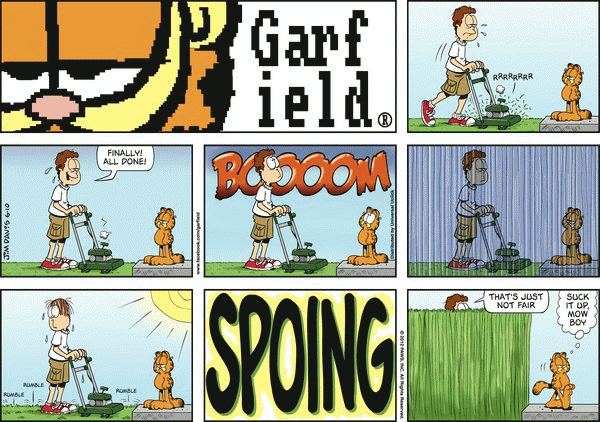 Garf
ield®
RRRRRRRR
FINALLY!
ALL DONE!
JIM DAVIS 6-10
BOOOOM
www.facebook.com/garfield
Distributed by Universal Uclick
RUMBLE
RUMBLE
RUMBLE
SPOING
© 2012 PAWS, INC. All Rights Reserved.
THAT'S JUST
NOT FAIR
SUCK
IT UP,
MOW
BOY